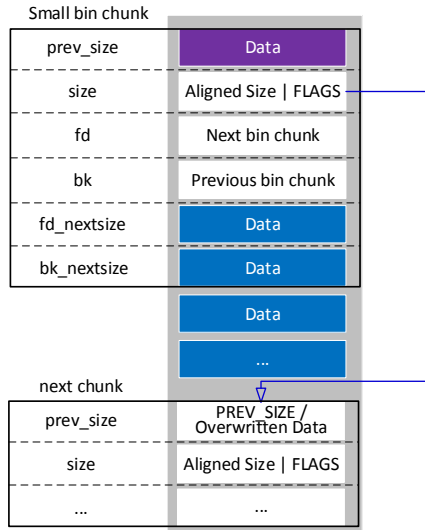 Small bin chunk
prev_size Data
size Aligned Size | FLAGS
fd Next bin chunk
bk Previous bin chunk
fd_nextsize Data
bk_nextsize Data
Data
...
next chunk
prev_size PREV_SIZE /
Overwritten Data
size Aligned Size | FLAGS
... ...